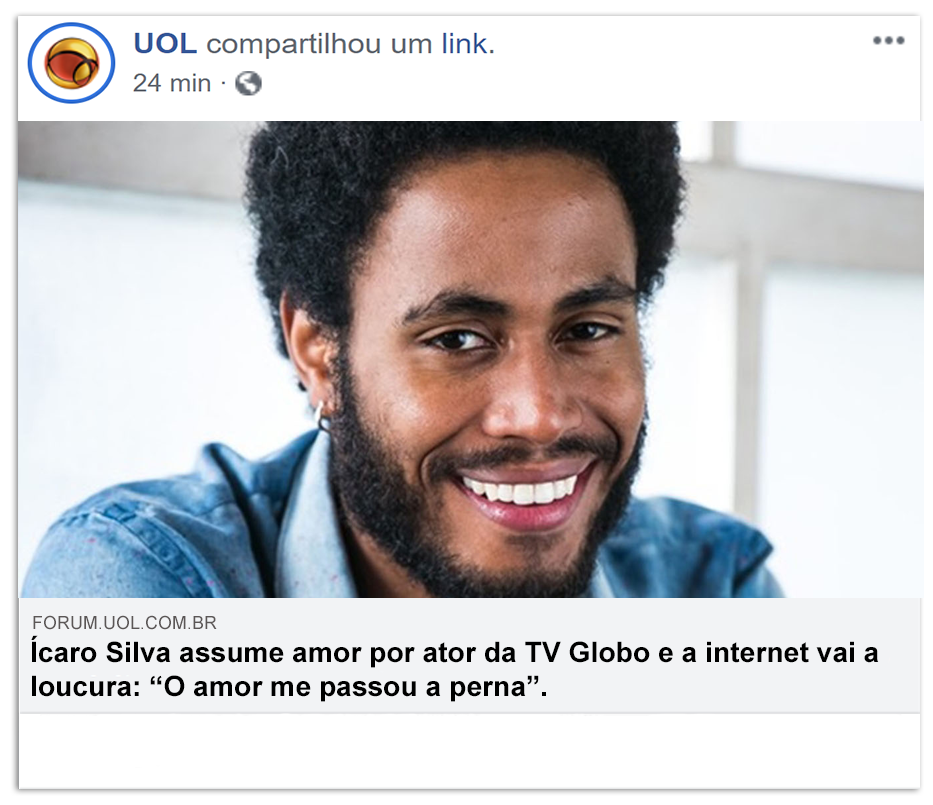 UOL compartilhou um link.
24 min ·
FORUM.UOL.COM.BR
Ícaro Silva assume amor por ator da TV Globo e a internet vai a
loucura: “O amor me passou a perna”.